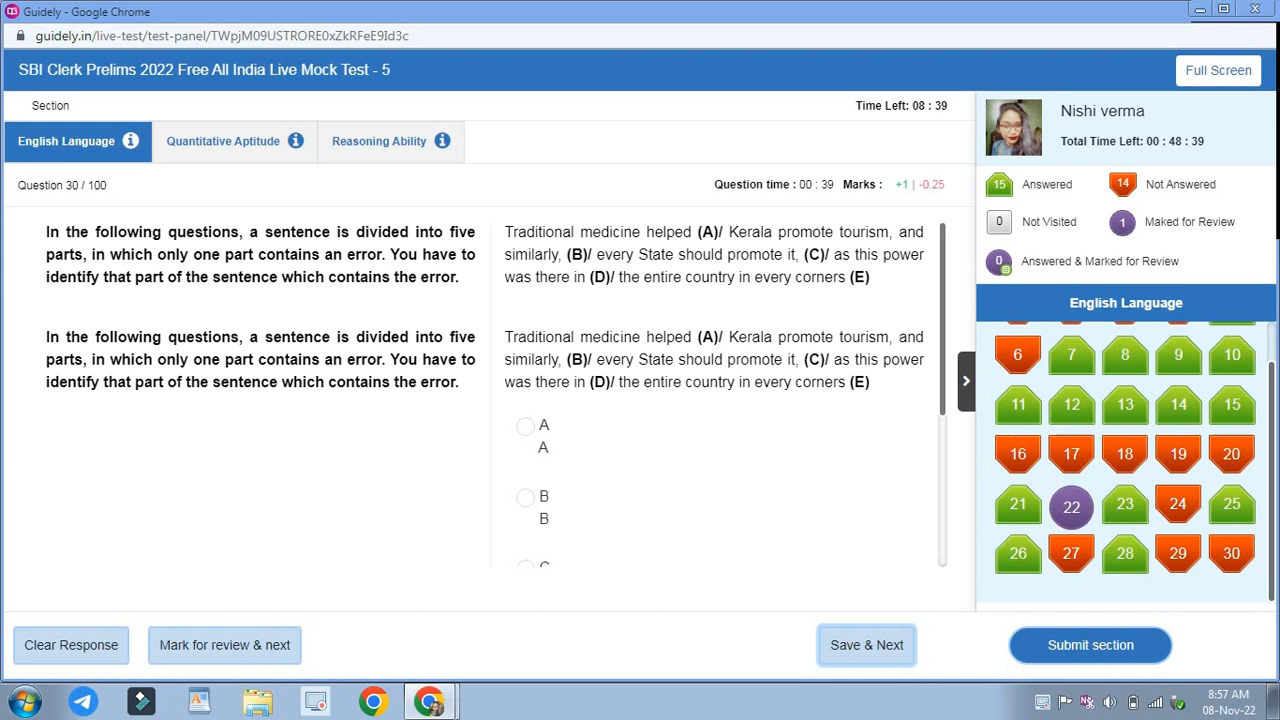 Guidely - Google Chrome
guidely.in/live-test/test-panel/TWpjM09USTRORE0xZkRFeE9Id3c
SBI Clerk Prelims 2022 Free All India Live Mock Test - 5
Full Screen
Section
Time Left: 08 : 39
English Language
Quantitative Aptitude
Reasoning Ability
Question 30 / 100
Question time : 00 : 39 Marks : +1 | -0.25
In the following questions, a sentence is divided into five
parts, in which only one part contains an error. You have to
identify that part of the sentence which contains the error.
In the following questions, a sentence is divided into five
parts, in which only one part contains an error. You have to
identify that part of the sentence which contains the error.
Traditional medicine helped (A)/ Kerala promote tourism, and
similarly, (B)/ every State should promote it, (C)/ as this power
was there in (D)/ the entire country in every corners (E)
Traditional medicine helped (A)/ Kerala promote tourism, and
similarly, (B)/ every State should promote it, (C)/ as this power
was there in (D)/ the entire country in every corners (E)
A
A
B
B
Clear Response
Mark for review & next
Save & Next
Nishi verma
Total Time Left: 00 : 48 : 39
15 Answered
14 Not Answered
0 Not Visited
1 Maked for Review
0 Answered & Marked for Review
English Language
6 7 8 9 10
11 12 13 14 15
16 17 18 19 20
21 22 23 24 25
26 27 28 29 30
Submit section
8:57 AM
08-Nov-22